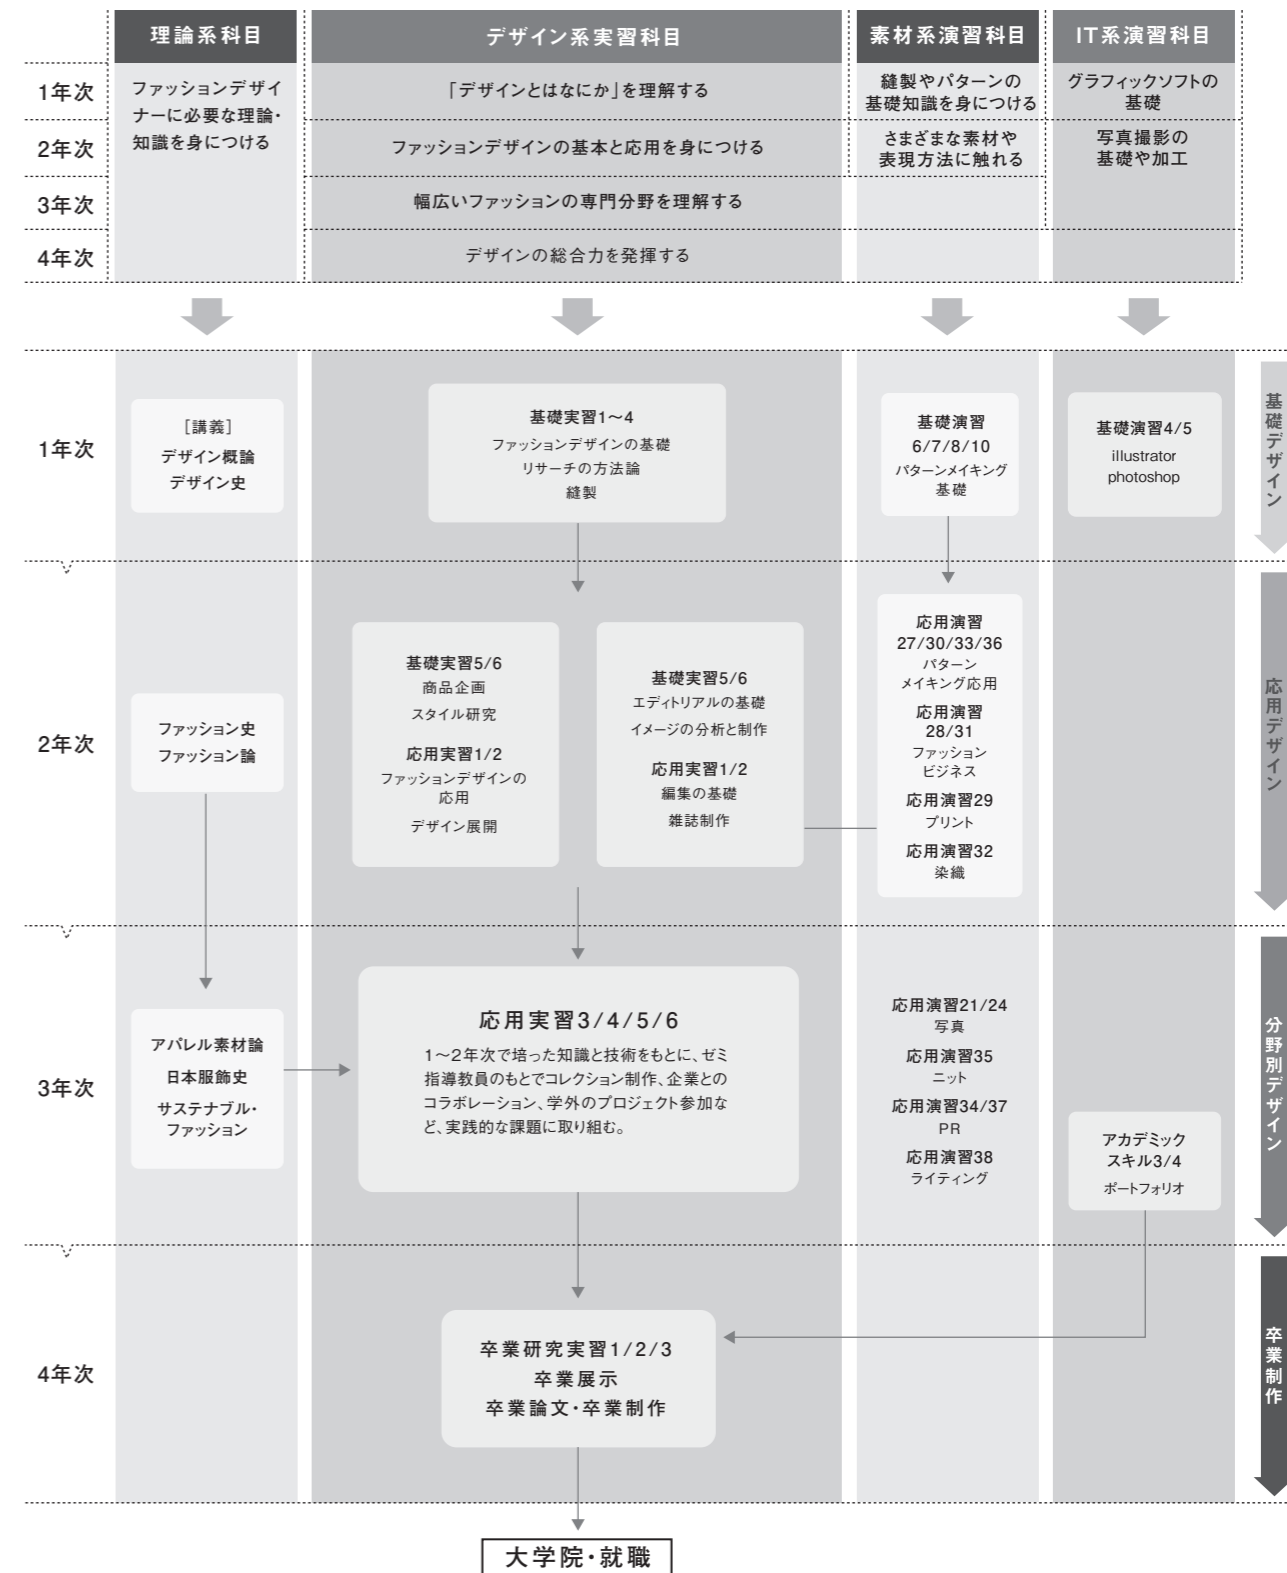 理論系科目
デザイン系実習科目
素材系演習科目
IT系演習科目
1年次
ファッションデザイ
ナーに必要な理論・
知識を身につける
「デザインとはなにか」を理解する
縫製やパターンの
基礎知識を身につける
グラフィックソフトの
基礎
2年次
ファッションデザインの基本と応用を身につける
さまざまな素材や
表現方法に触れる
写真撮影の
基礎や加工
3年次
幅広いファッションの専門分野を理解する
4年次
デザインの総合力を発揮する
1年次
［講義］
デザイン概論
デザイン史
基礎実習1〜4
ファッションデザインの基礎
リサーチの方法論
縫製
基礎演習
6/7/8/10
パターンメイキング
基礎
基礎演習4/5
illustrator
photoshop
基礎デザイン
2年次
ファッション史
ファッション論
基礎実習5/6
商品企画
スタイル研究
応用実習1/2
ファッションデザインの
応用
デザイン展開
基礎実習5/6
エディトリアルの基礎
イメージの分析と制作
応用実習1/2
編集の基礎
雑誌制作
応用演習
27/30/33/36
パターン
メイキング応用
応用演習
28/31
ファッション
ビジネス
応用演習29
プリント
応用演習32
染織
応用デザイン
3年次
アパレル素材論
日本服飾史
サステナブル・
ファッション
応用実習3/4/5/6
1〜2年次で培った知識と技術をもとに、ゼミ
指導教員のもとでコレクション制作、企業との
コラボレーション、学外のプロジェクト参加な
ど、実践的な課題に取り組む。
応用演習21/24
写真
応用演習35
ニット
応用演習34/37
PR
応用演習38
ライティング
アカデミック
スキル3/4
ポートフォリオ
分野別デザイン
4年次
卒業研究実習1/2/3
卒業展示
卒業論文・卒業制作
卒業制作
大学院・就職